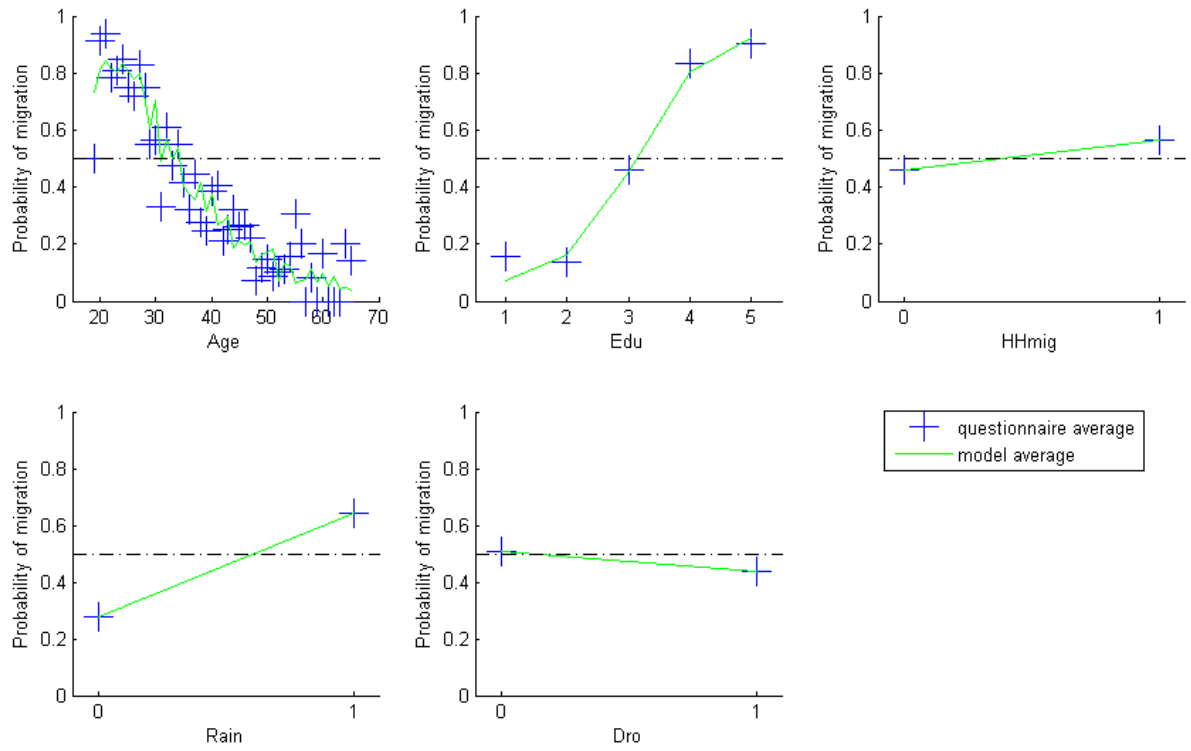 1
0.8
0.6
0.4
0.2
0
Probability of migration
20 30 40 50 60 70
Age
1
0.8
0.6
0.4
0.2
0
Probability of migration
1 2 3 4 5
Edu
1
0.8
0.6
0.4
0.2
0
Probability of migration
0 1
HHmig
1
0.8
0.6
0.4
0.2
0
Probability of migration
0 1
Rain
1
0.8
0.6
0.4
0.2
0
Probability of migration
0 1
Dro
questionnaire average
model average